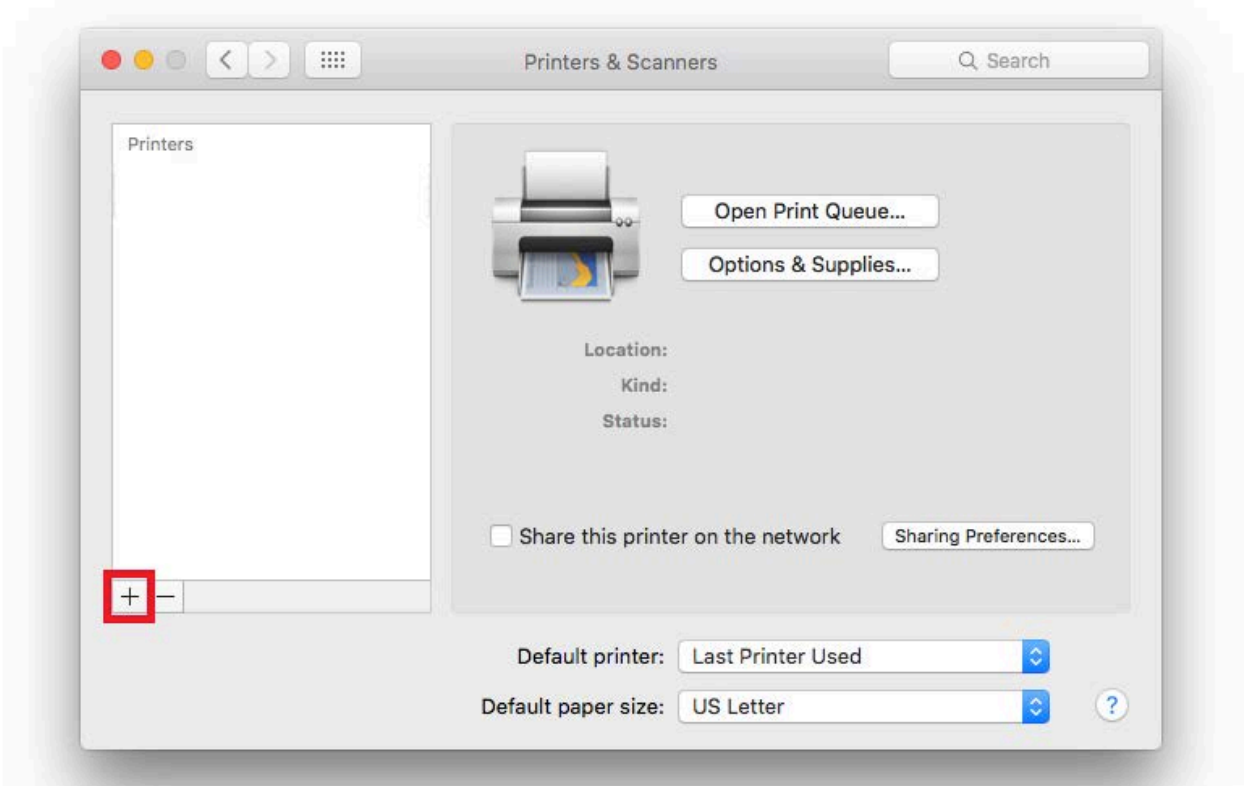 Printers & Scanners
Search
Printers
Open Print Queue...
Options & Supplies...
Location:
Kind:
Status:
Share this printer on the network
Sharing Preferences...
+ −
Default printer: Last Printer Used
Default paper size: US Letter
?